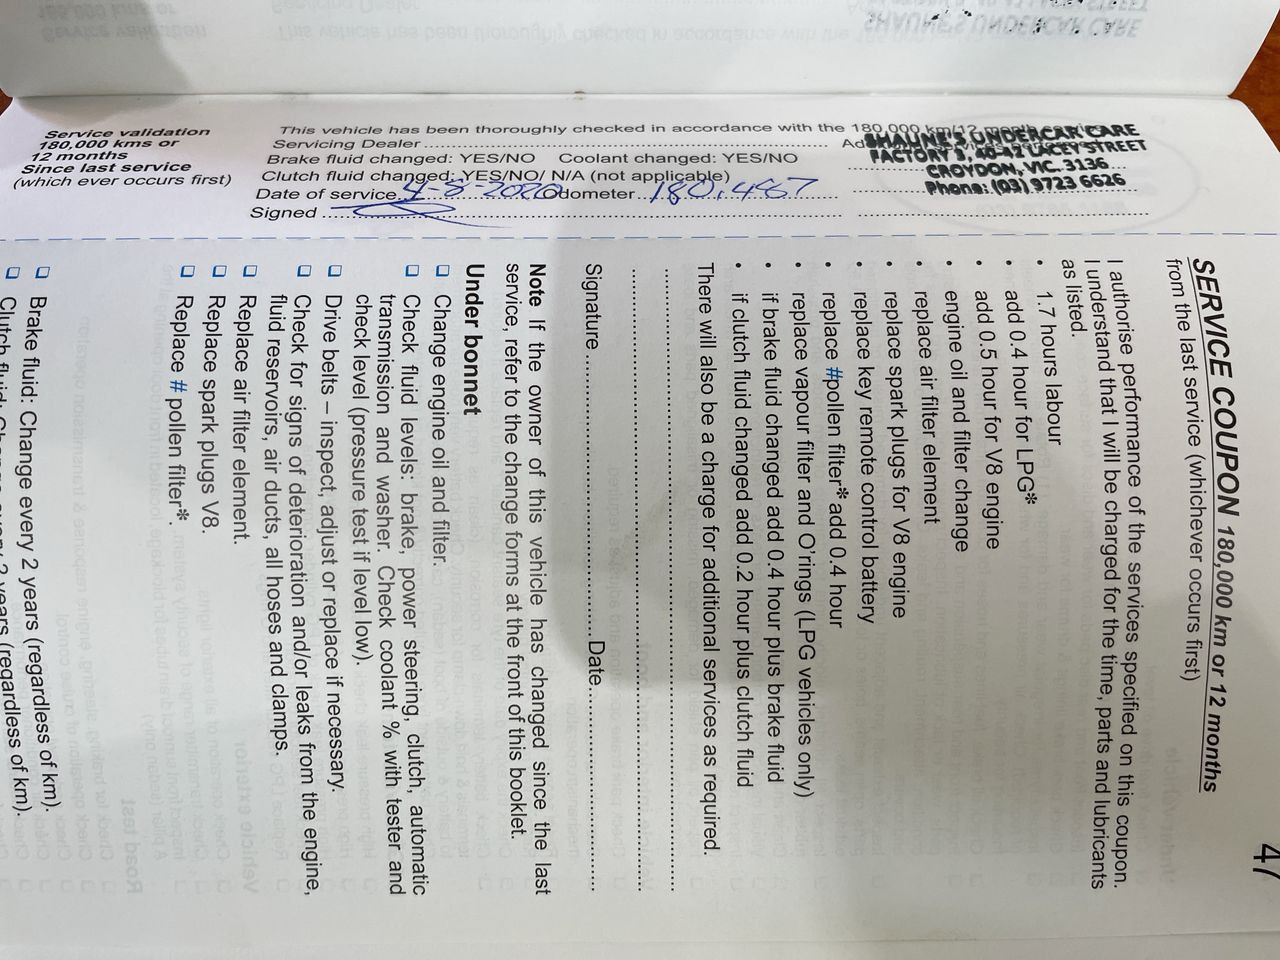 Service validation
180,000 kms or
12 months
Since last service
(which ever occurs first)
This vehicle has been thoroughly checked in accordance with the 180,000 km/12
Servicing Dealer
Brake fluid changed: YES/NO Coolant changed: YES/NO
Clutch fluid changed: YES/NO/ N/A (not applicable)
Date of service 4-8-2020 Odometer 180,467
Signed
SHAUNE'S UNDERCAR CARE
FACTORY 3, 40-42 LACEY STREET
CROYDON, VIC. 3136
Phone: (03) 9723 6626
47
SERVICE COUPON 180,000 km or 12 months
from the last service (whichever occurs first)
I authorise performance of the services specified on this coupon.
I understand that I will be charged for the time, parts and lubricants
as listed.
• 1.7 hours labour
• add 0.4 hour for LPG*
• add 0.5 hour for V8 engine
• engine oil and filter change
• replace air filter element
• replace spark plugs for V8 engine
• replace key remote control battery
• replace #pollen filter* add 0.4 hour
• replace vapour filter and O'rings (LPG vehicles only)
• if brake fluid changed add 0.4 hour plus brake fluid
• if clutch fluid changed add 0.2 hour plus clutch fluid
There will also be a charge for additional services as required.
Signature Date
Note If the owner of this vehicle has changed since the last
service, refer to the change forms at the front of this booklet.
Under bonnet
Change engine oil and filter.
Check fluid levels: brake, power steering, clutch, automatic
transmission and washer. Check coolant % with tester and
check level (pressure test if level low).
Drive belts – inspect, adjust or replace if necessary.
Check for signs of deterioration and/or leaks from the engine,
fluid reservoirs, air ducts, all hoses and clamps.
Replace air filter element.
Replace spark plugs V8.
Replace # pollen filter*.
Brake fluid: Change every 2 years (regardless of km).
Clutch fluid: Change every 2 years (regardless of km).